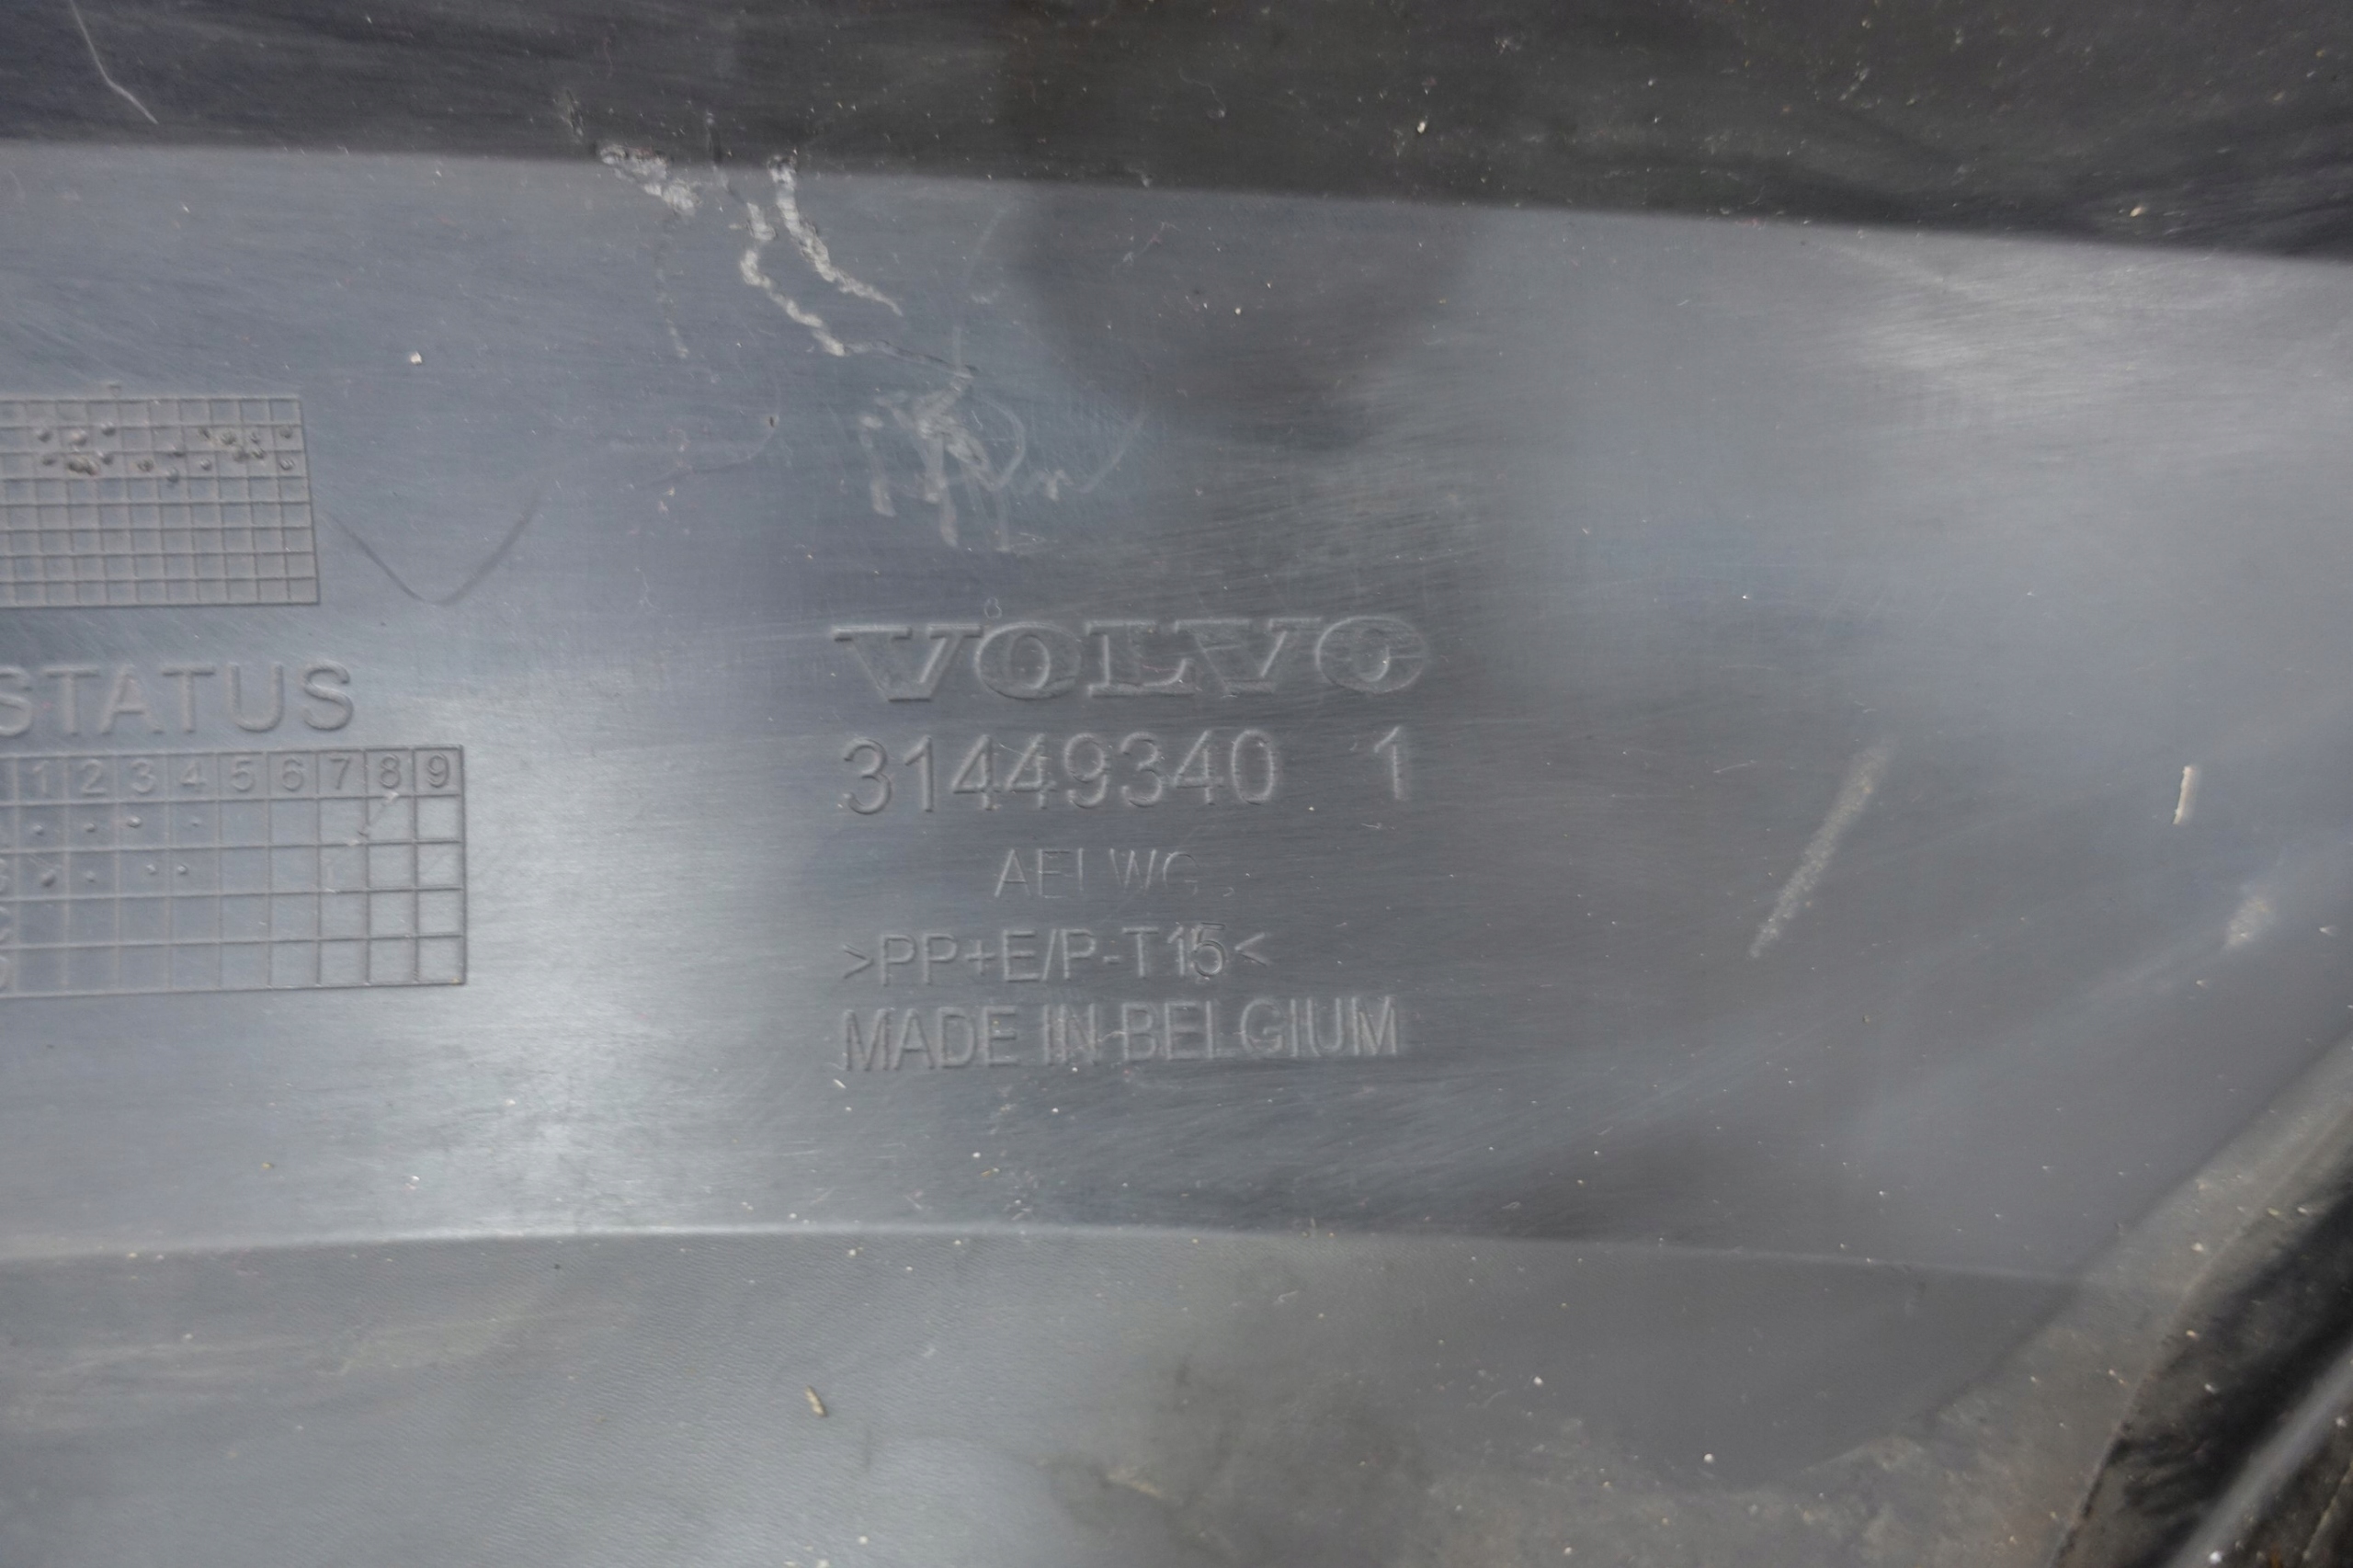 STATUS
1 2 3 4 5 6 7 8 9
VOLVO
31449340 1
>PP+E/P-T15<
MADE IN BELGIUM